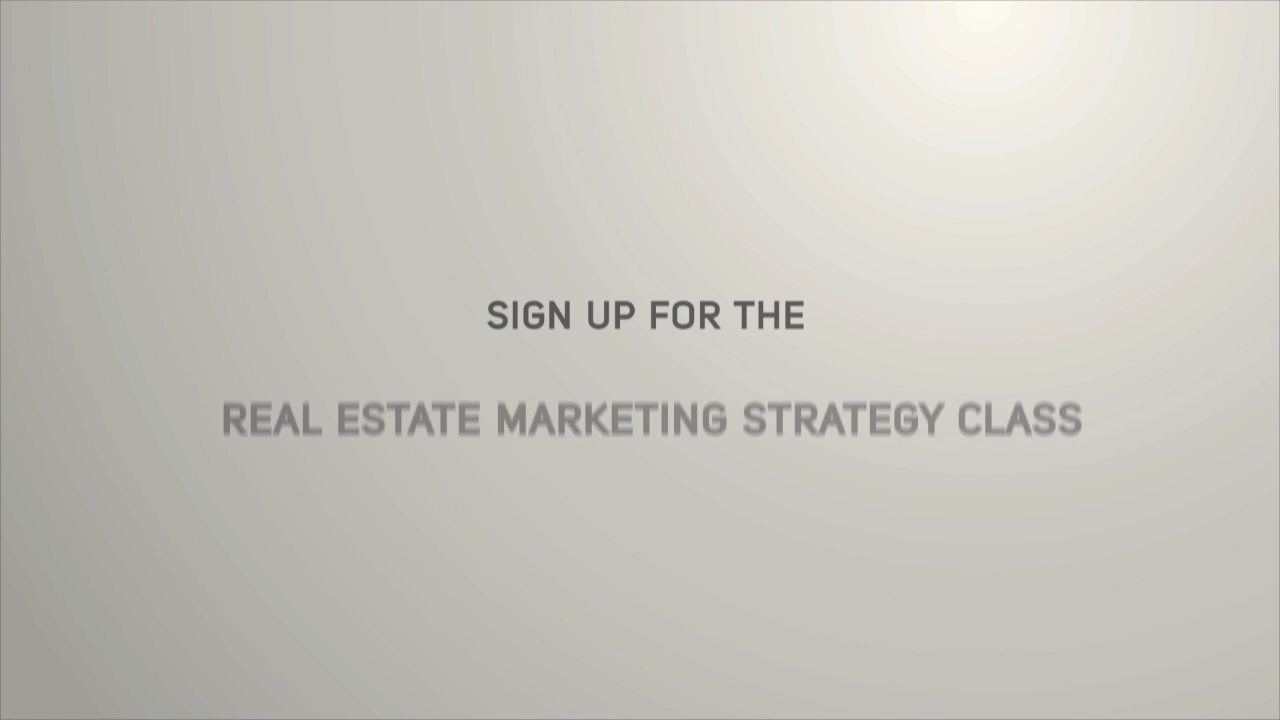 SIGN UP FOR THE
REAL ESTATE MARKETING STRATEGY CLASS